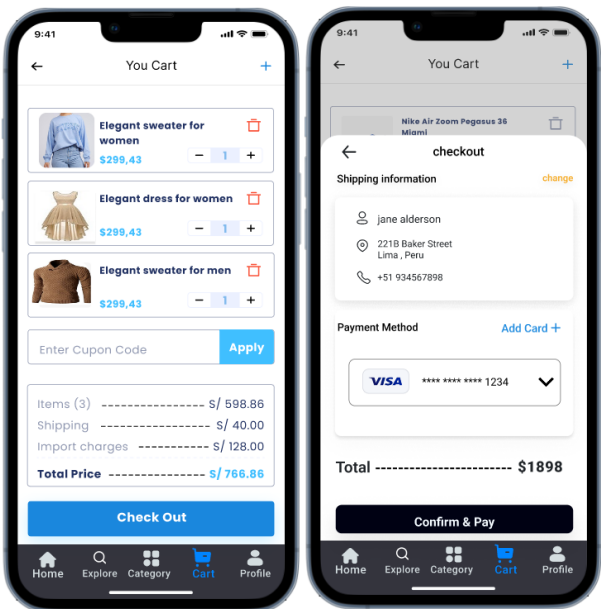 9:41
You Cart
Elegant sweater for
women
$299,43
1
Elegant dress for women
$299,43
1
Elegant sweater for men
$299,43
1
Enter Cupon Code
Apply
Items (3) S/ 598.86
Shipping S/ 40.00
Import charges S/ 128.00
Total Price S/ 766.86
Check Out
Home Explore Category Cart Profile
9:41
You Cart
Nike Air Zoom Pegasus 36
Miami
checkout
Shipping information change
jane alderson
221B Baker Street
Lima , Peru
+51 934567898
Payment Method Add Card +
VISA **** **** **** 1234
Total $1898
Confirm & Pay
Home Explore Category Cart Profile